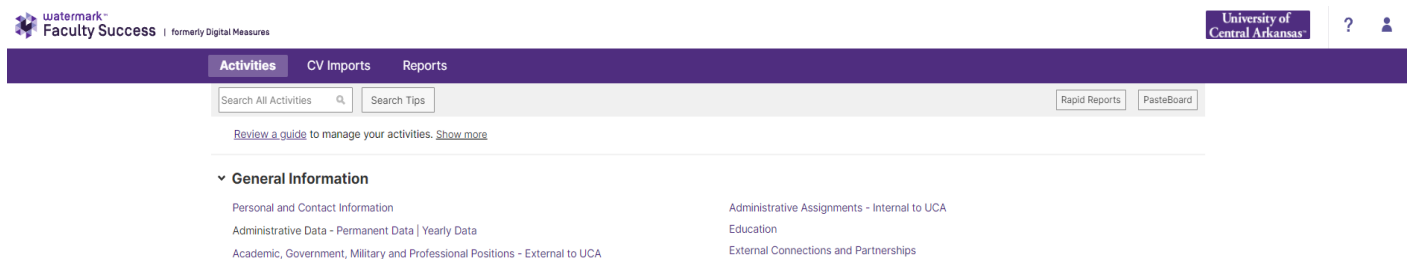 watermark™
Faculty Success | formerly Digital Measures
University of
Central Arkansas™
?
Activities CV Imports Reports
Search All Activities Search Tips Rapid Reports PasteBoard
Review a guide to manage your activities. Show more
General Information
Personal and Contact Information
Administrative Data - Permanent Data | Yearly Data
Academic, Government, Military and Professional Positions - External to UCA
Administrative Assignments - Internal to UCA
Education
External Connections and Partnerships